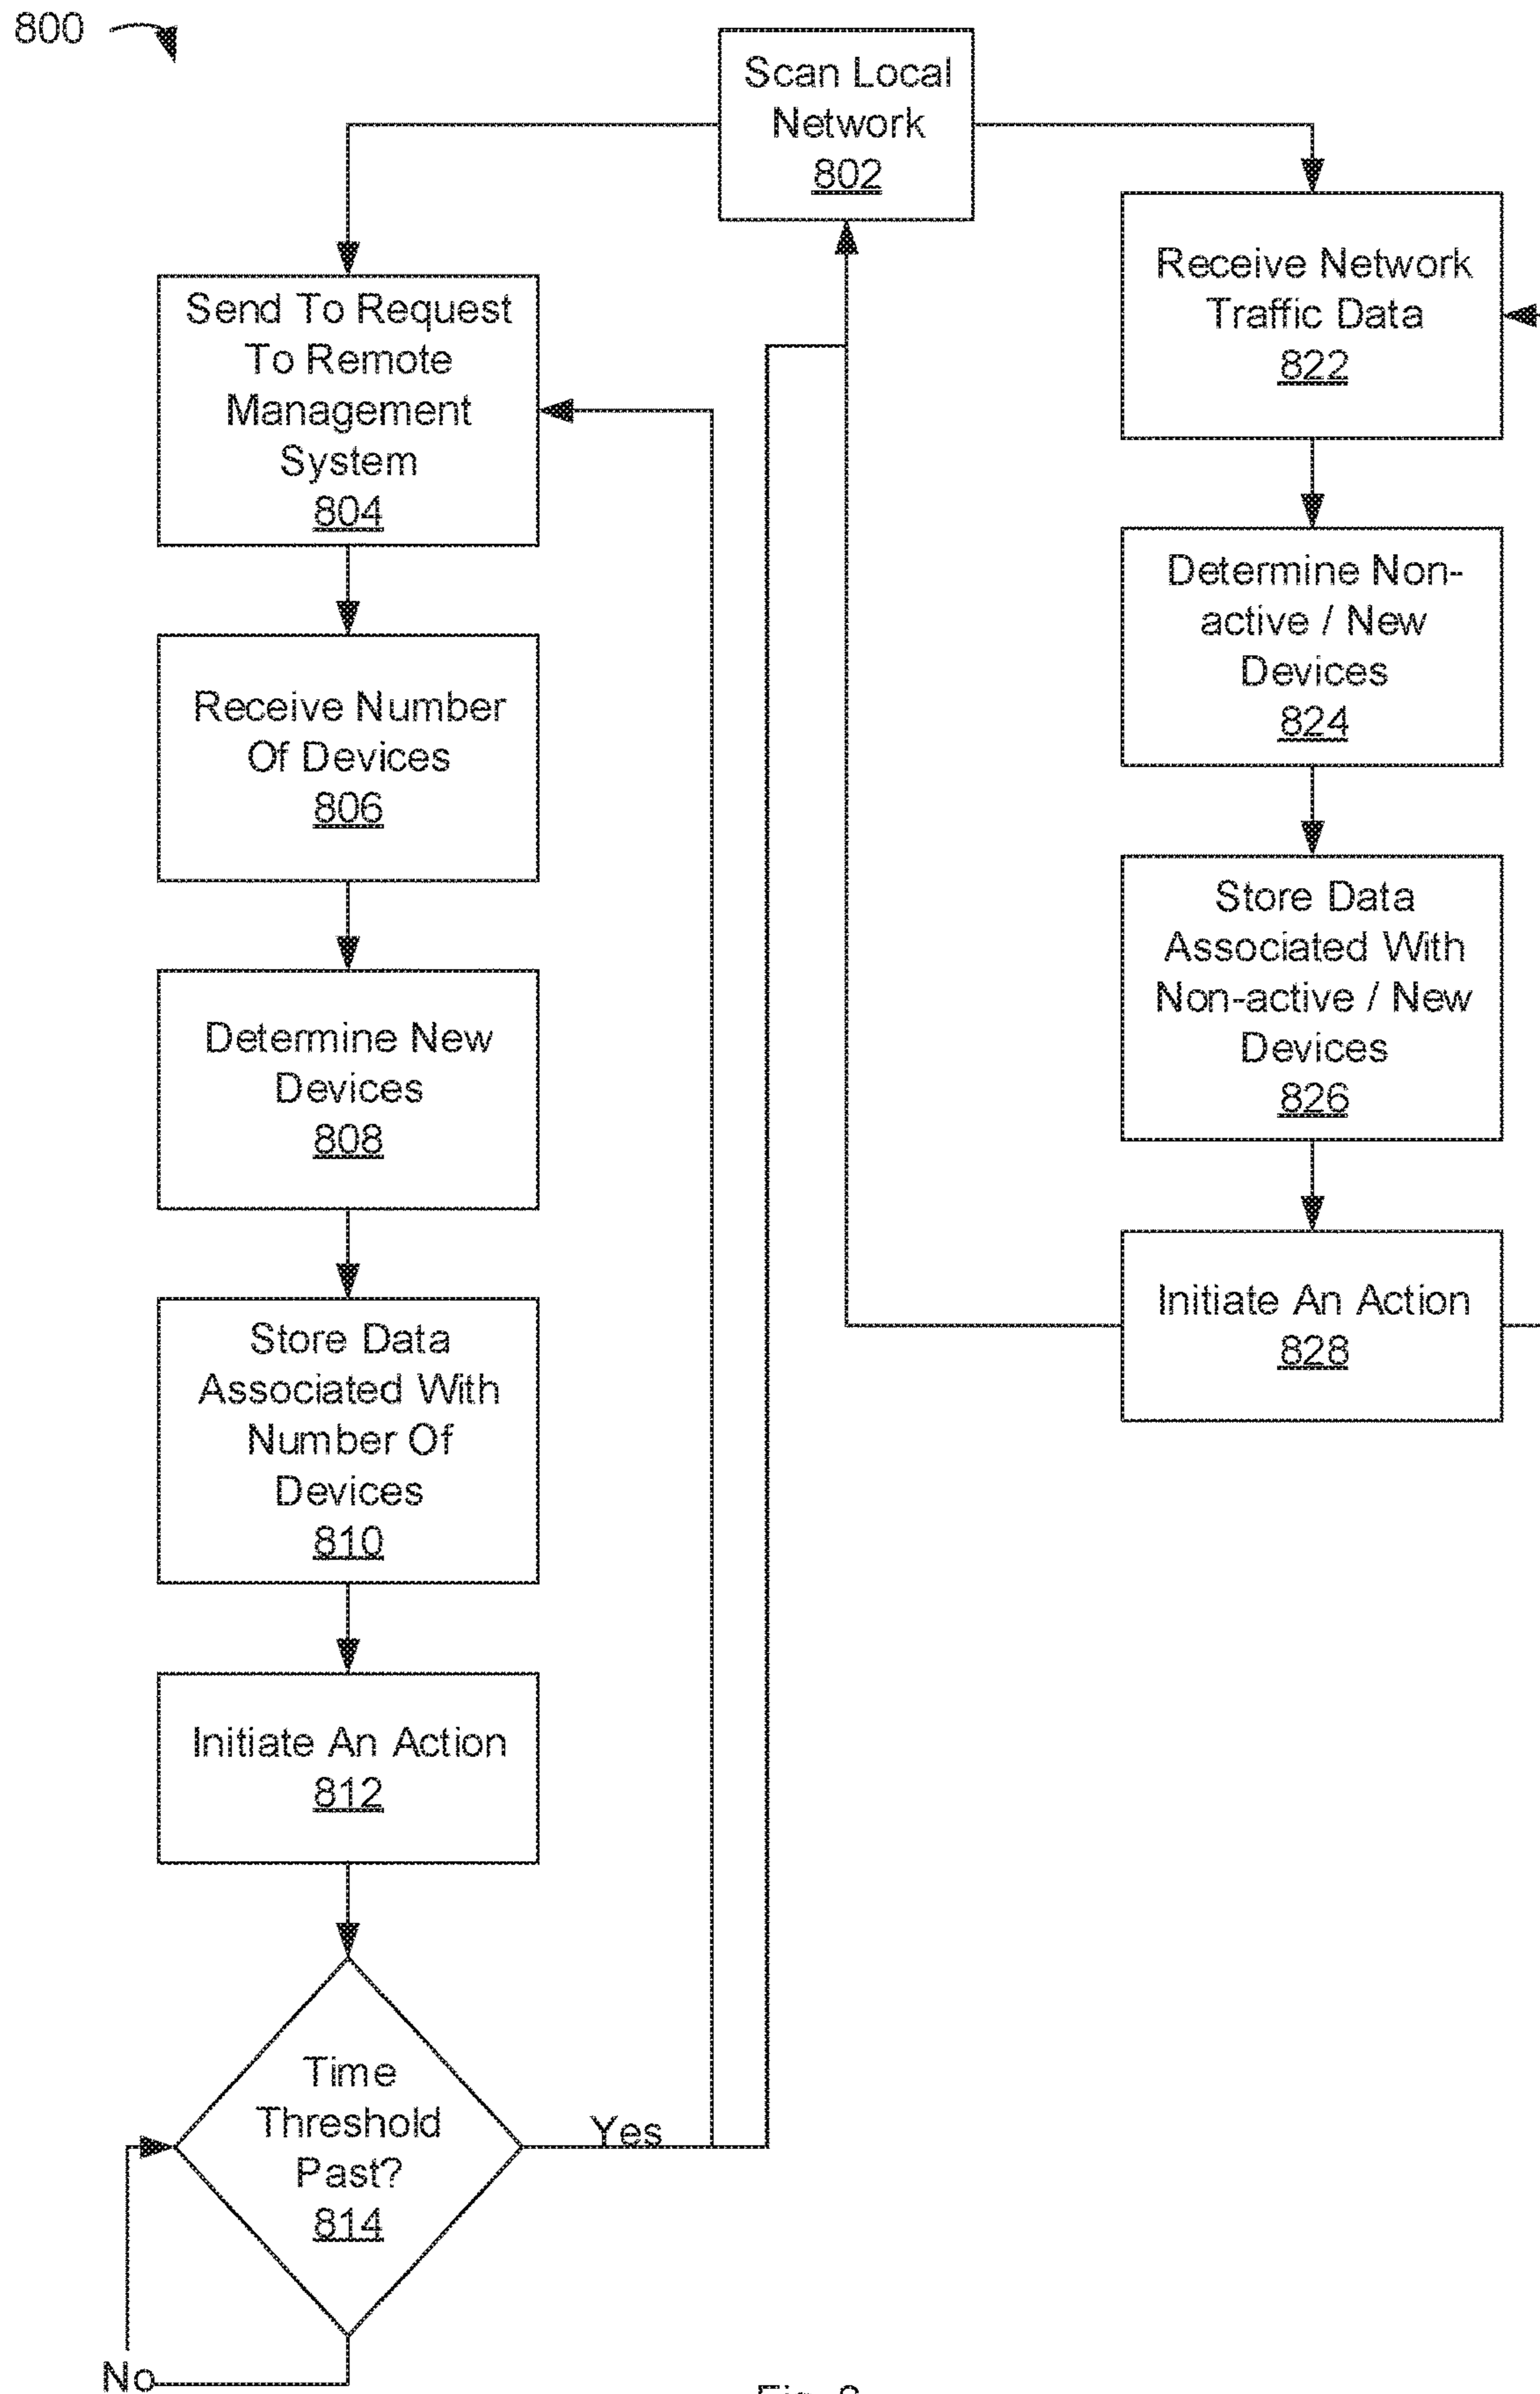 800
Scan Local
Network
802
Send To Request
To Remote
Management
System
804
Receive Number
Of Devices
806
Determine New
Devices
808
Store Data
Associated With
Number Of
Devices
810
Initiate An Action
812
Time
Threshold
Past?
814
Yes
No
Receive Network
Traffic Data
822
Determine Non-
active / New
Devices
824
Store Data
Associated With
Non-active / New
Devices
826
Initiate An Action
828